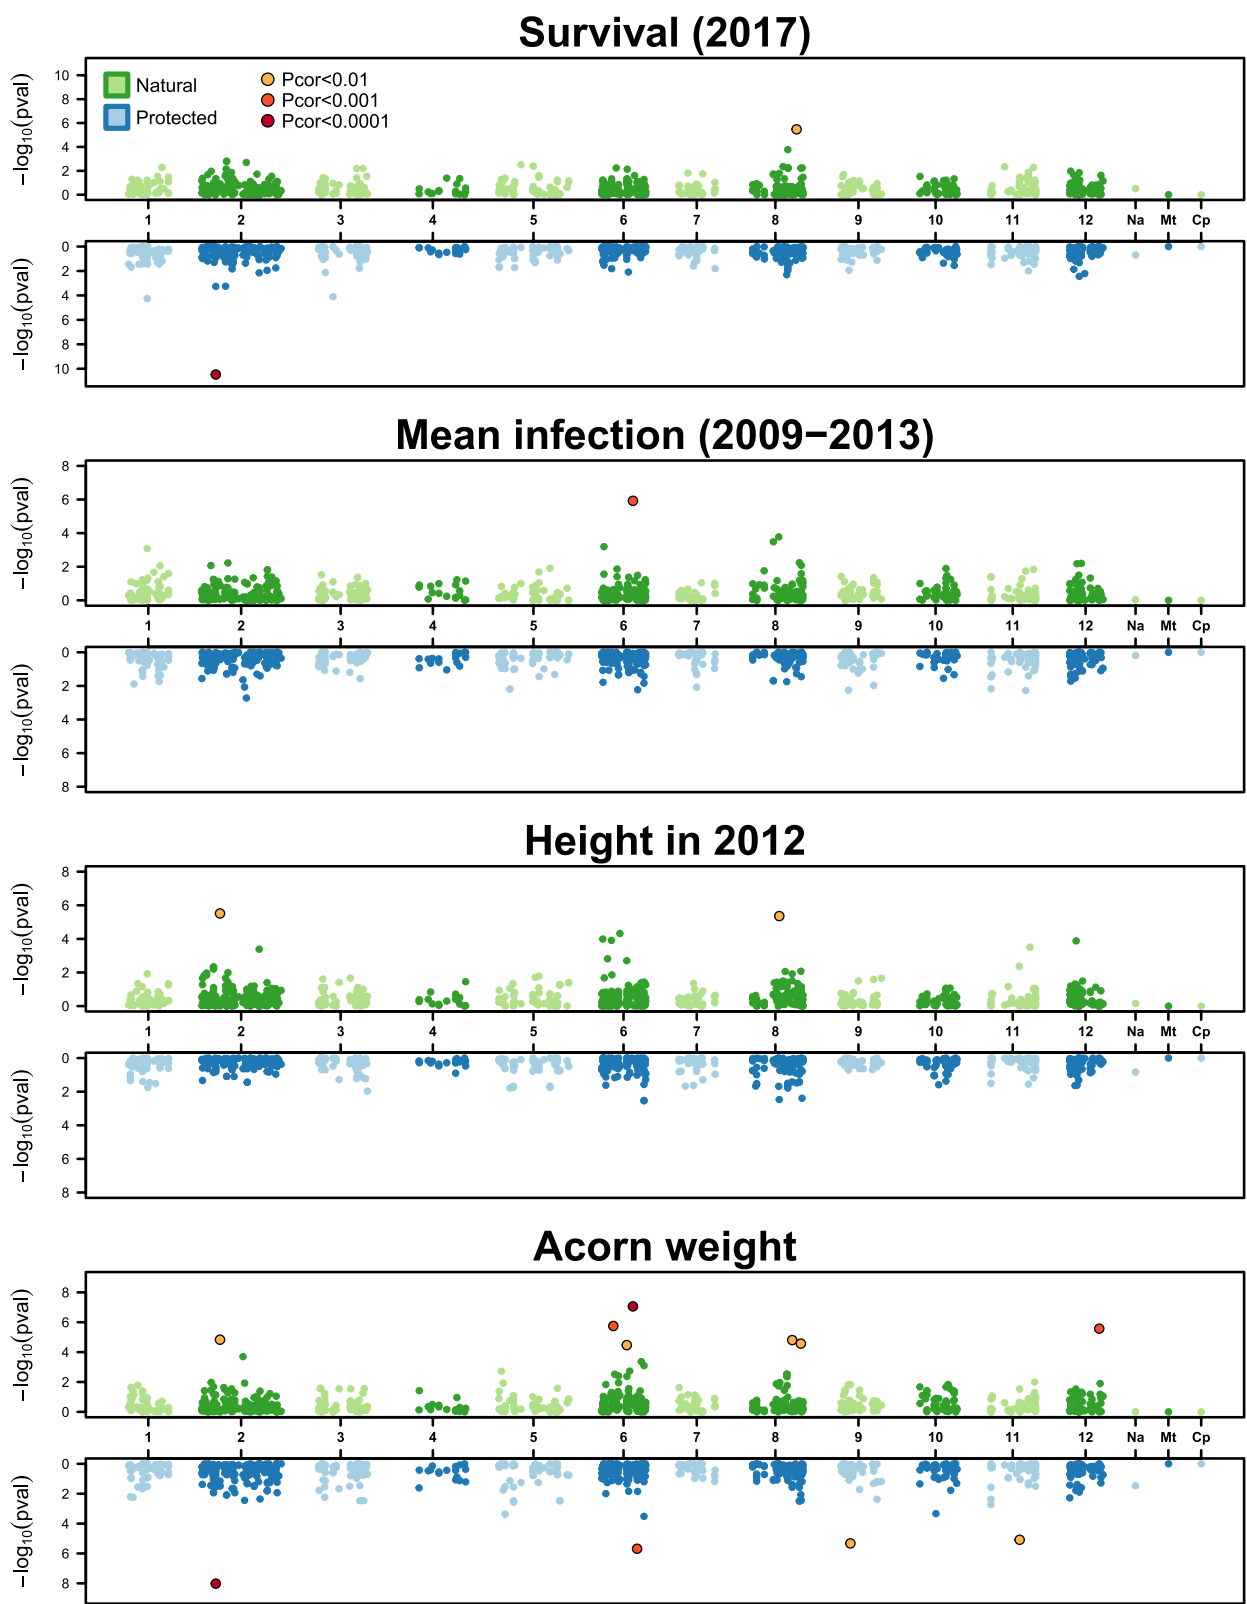 Survival (2017)
−log10(pval)
10
8
6
4
2
0
Natural
Protected
Pcor<0.01
Pcor<0.001
Pcor<0.0001
1 2 3 4 5 6 7 8 9 10 11 12 Na Mt Cp
−log10(pval)
0
2
4
6
8
10
Mean infection (2009−2013)
−log10(pval)
8
6
4
2
0
1 2 3 4 5 6 7 8 9 10 11 12 Na Mt Cp
−log10(pval)
0
2
4
6
8
Height in 2012
−log10(pval)
8
6
4
2
0
1 2 3 4 5 6 7 8 9 10 11 12 Na Mt Cp
−log10(pval)
0
2
4
6
8
Acorn weight
−log10(pval)
8
6
4
2
0
1 2 3 4 5 6 7 8 9 10 11 12 Na Mt Cp
−log10(pval)
0
2
4
6
8